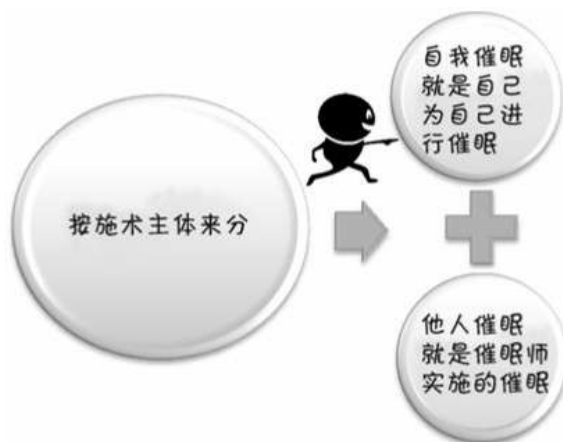 按施术主体来分
自我催眠
就是自己
为自己进
行催眠
他人催眠
就是催眠师
实施的催眠